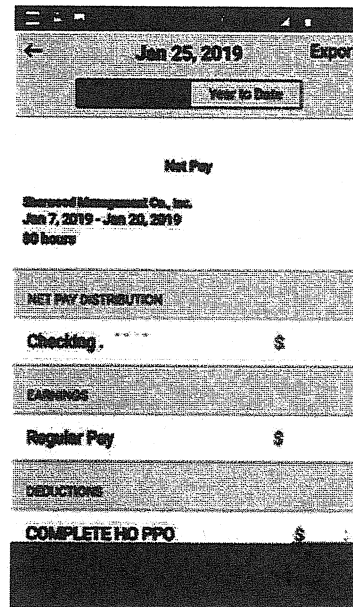 Jan 25, 2019 Expor
Year to Date
Net Pay
Sherwood Management Co., Inc.
Jan 7, 2019 - Jan 20, 2019
80 hours
NET PAY DISTRIBUTION
Checking . $
EARNINGS
Regular Pay $
DEDUCTIONS
COMPLETE HO PPO $